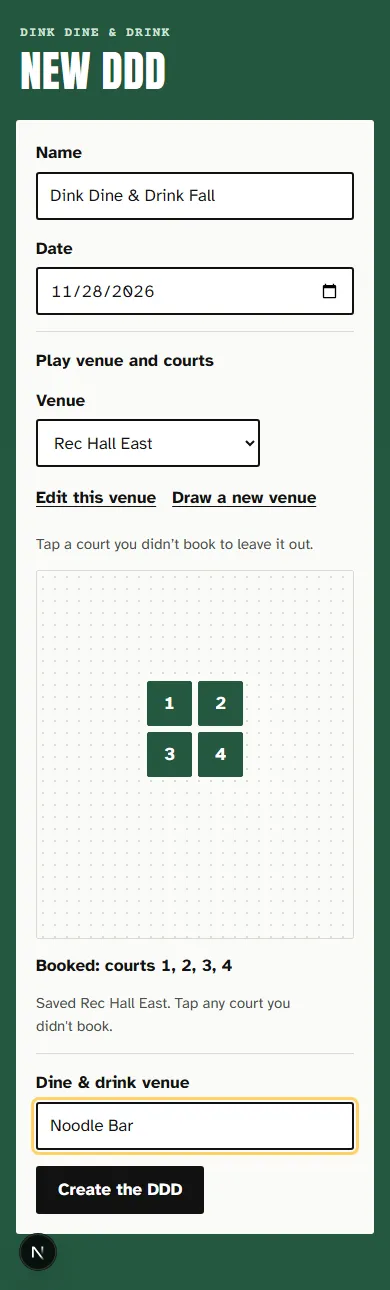 DINK DINE & DRINK
NEW DDD
Name
Dink Dine & Drink Fall
Date
11/28/2026
Play venue and courts
Venue
Rec Hall East
Edit this venue Draw a new venue
Tap a court you didn't book to leave it out.
1 2
3 4
Booked: courts 1, 2, 3, 4
Saved Rec Hall East. Tap any court you
didn't book.
Dine & drink venue
Noodle Bar
Create the DDD
N